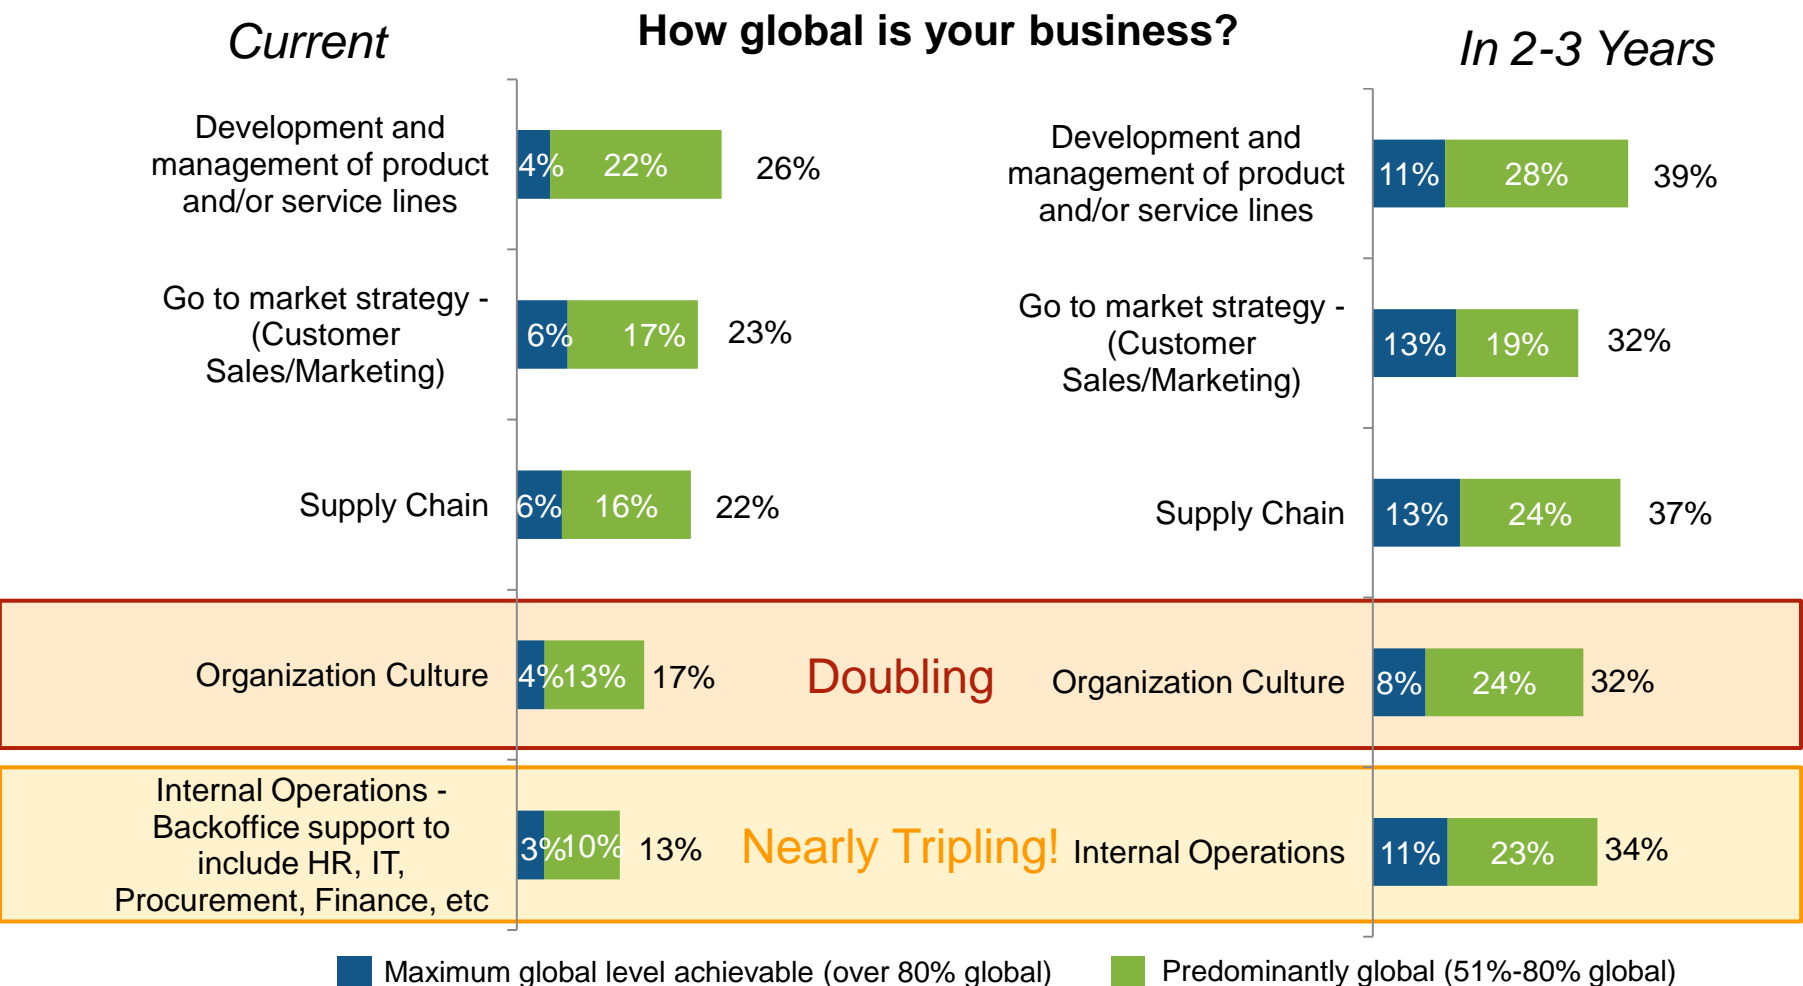 Current
How global is your business?
In 2-3 Years
Development and
management of product
and/or service lines
4%
22%
26%
Development and
management of product
and/or service lines
11%
28%
39%
Go to market strategy -
(Customer
Sales/Marketing)
6%
17%
23%
Go to market strategy -
(Customer
Sales/Marketing)
13%
19%
32%
Supply Chain
6%
16%
22%
Supply Chain
13%
24%
37%
Organization Culture
4%
13%
17%
Doubling
Organization Culture
8%
24%
32%
Internal Operations -
Backoffice support to
include HR, IT,
Procurement, Finance, etc
3%
10%
13%
Nearly Tripling!
Internal Operations
11%
23%
34%
Maximum global level achievable (over 80% global)
Predominantly global (51%-80% global)